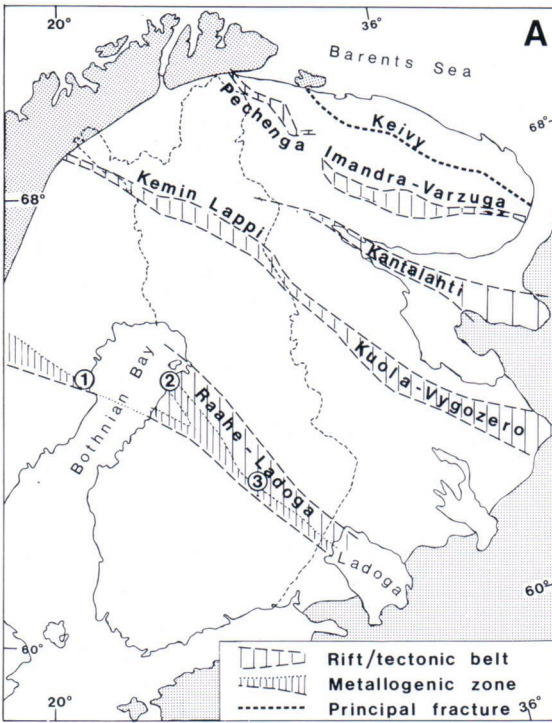 20°
36°
A
Barents Sea
Pechenga
Keivy
68°
Imandra-Varzuga
68°
Kemin Lappi
Kantalahti
Kuola-Vygozero
1
2
Bothnian Bay
Raahe-Ladoga
3
Ladoga
60°
60°
Rift/tectonic belt
Metallogenic zone
Principal fracture
20°
36°